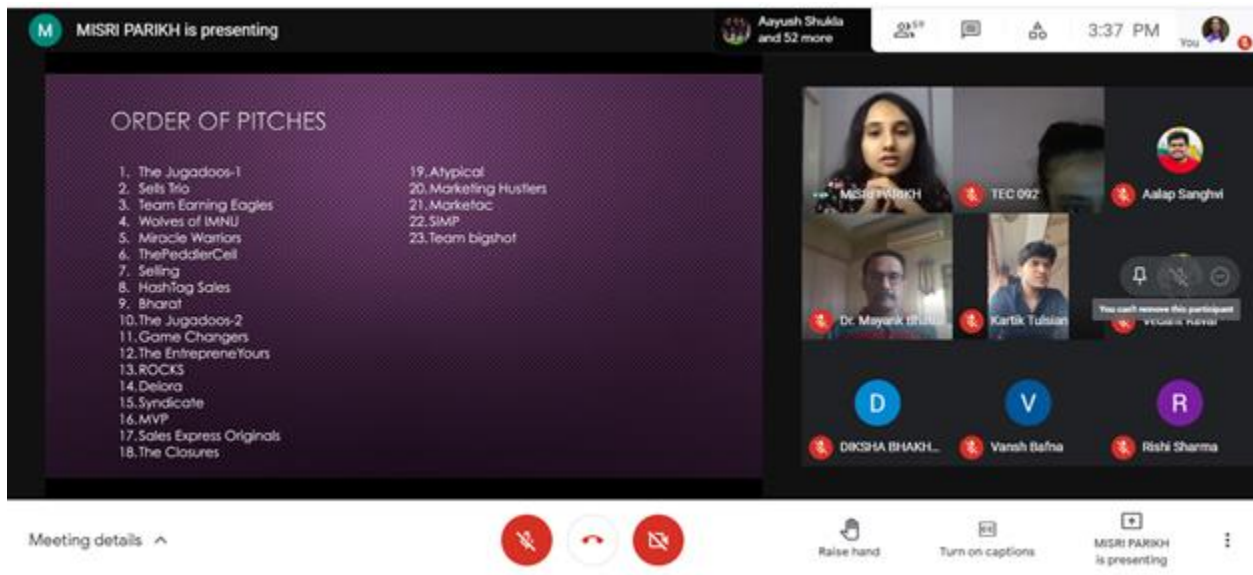 M MISRI PARIKH is presenting
Aayush Shukla
and 52 more
59
3:37 PM
You
ORDER OF PITCHES
1. The Jugadoos-1
2. Sells Trio
3. Team Earning Eagles
4. Wolves of IMNU
5. Miracle Warriors
6. ThePeddlerCell
7. Selling
8. HashTag Sales
9. Bharat
10.The Jugadoos-2
11.Game Changers
12.The EntrepreneYours
13.ROCKS
14.Delora
15.Syndicate
16.MVP
17.Sales Express Originals
18.The Closures
19.Atypical
20.Marketing Hustlers
21.Marketac
22.SIMP
23.Team bigshot
MISRI PARIKH
TEC 092
Aalap Sanghvi
Dr. Mayank
Kartik Tulsian
You can't remove this participant
Vedant Raval
D
V
R
DIKSHA BHAKH...
Vansh Bafna
Rishi Sharma
Meeting details
Raise hand
Turn on captions
MISRI PARIKH
is presenting